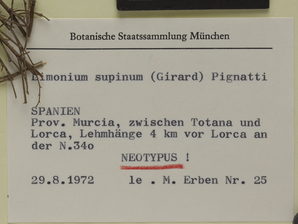 Botanische Staatssammlung München
Limonium supinum (Girard) Pignatti
SPANIEN
Prov. Murcia, zwischen Totana und
Lorca, Lehmhänge 4 km vor Lorca an
der N.34o
NEOTYPUS !
29.8.1972 le . M. Erben Nr. 25